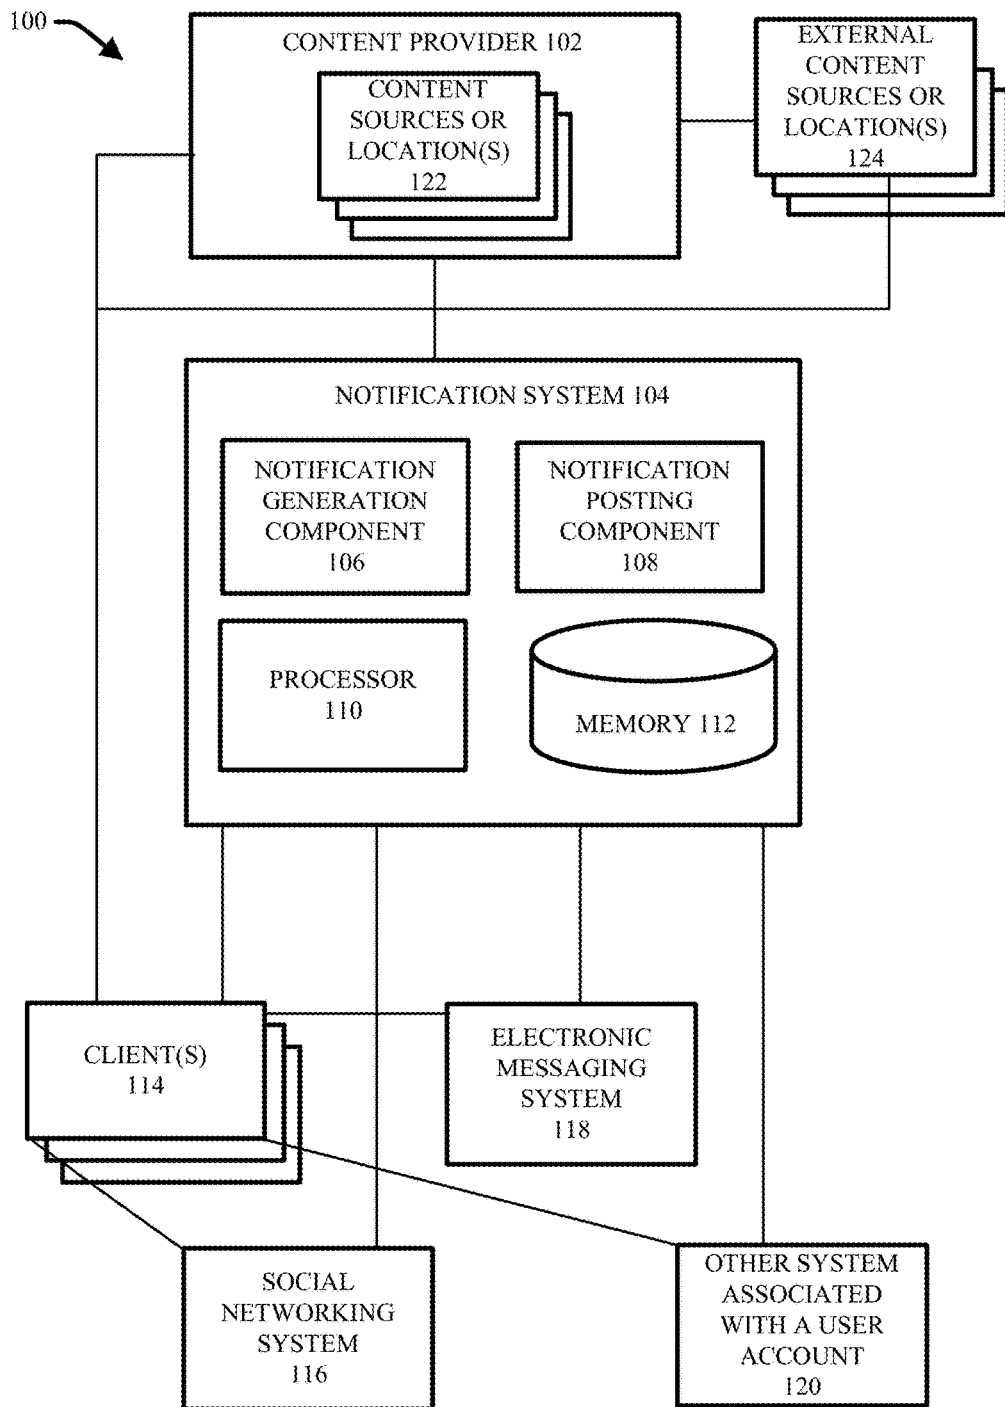 100
CONTENT PROVIDER 102
CONTENT
SOURCES OR
LOCATION(S)
122
EXTERNAL
CONTENT
SOURCES OR
LOCATION(S)
124
NOTIFICATION SYSTEM 104
NOTIFICATION
GENERATION
COMPONENT
106
NOTIFICATION
POSTING
COMPONENT
108
PROCESSOR
110
MEMORY 112
CLIENT(S)
114
ELECTRONIC
MESSAGING
SYSTEM
118
SOCIAL
NETWORKING
SYSTEM
116
OTHER SYSTEM
ASSOCIATED
WITH A USER
ACCOUNT
120